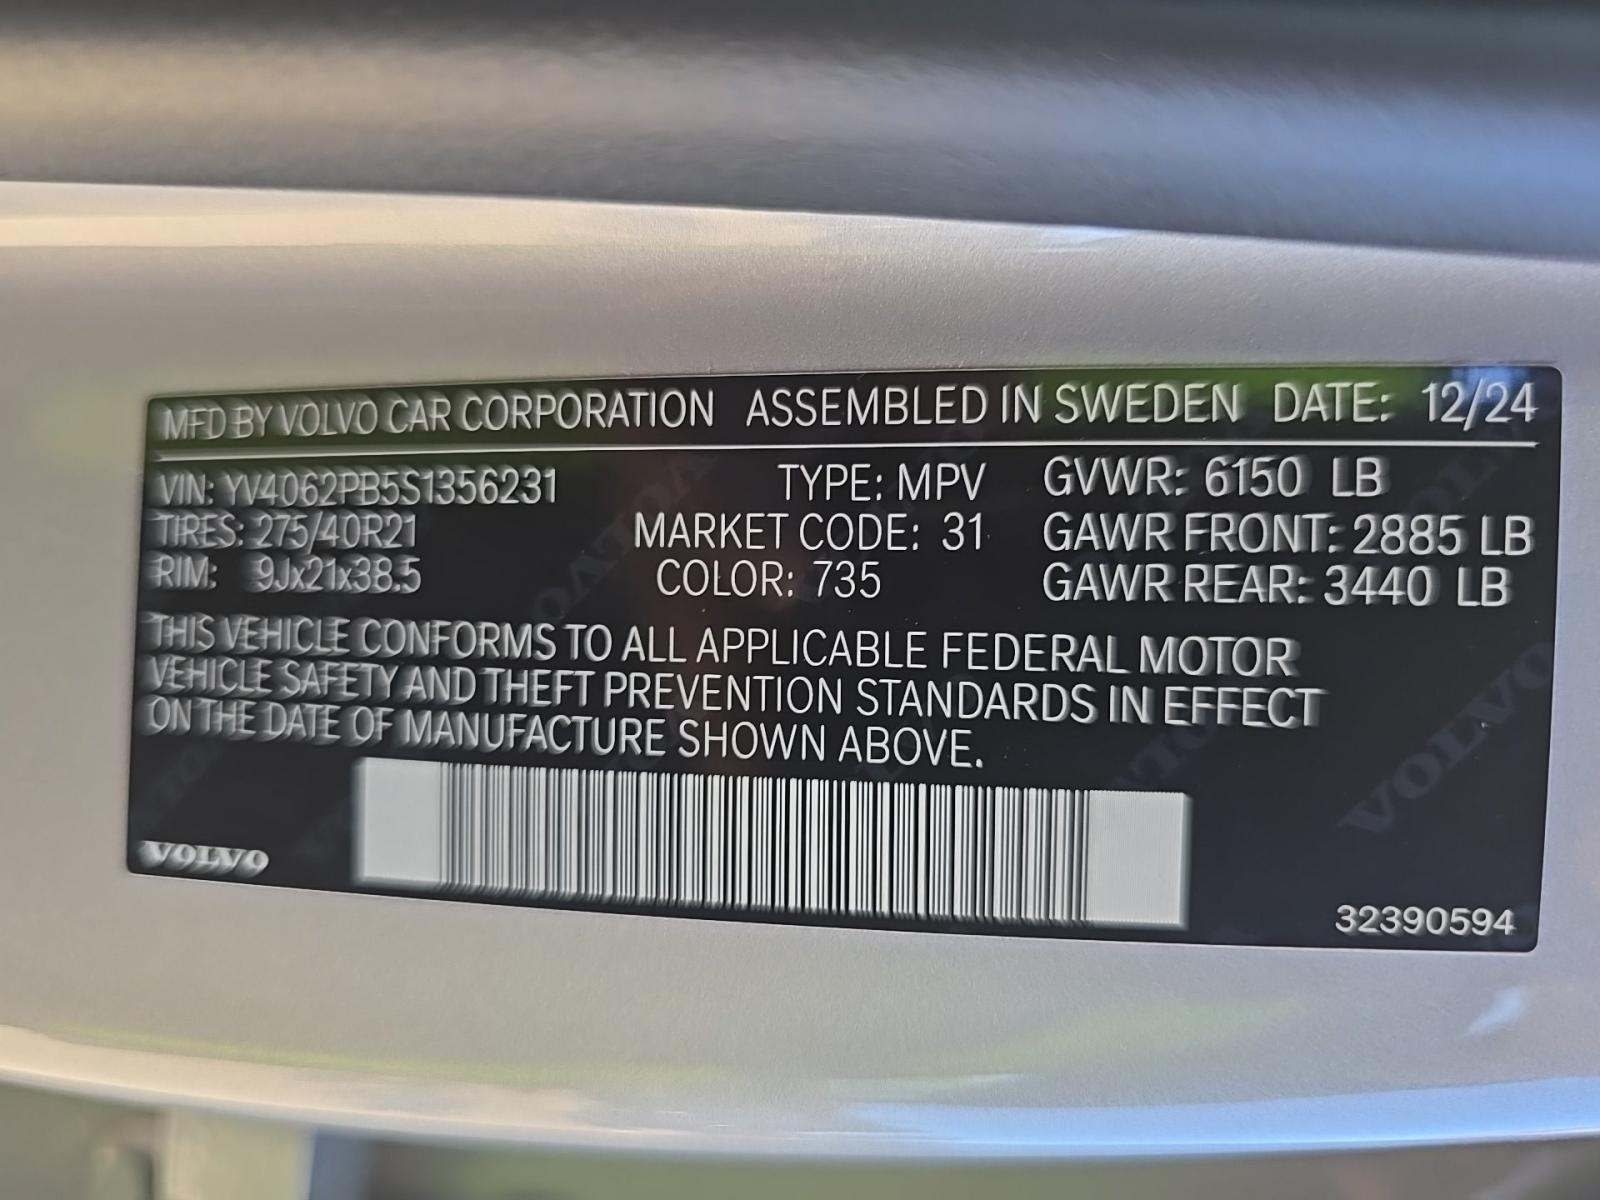 MFD BY VOLVO CAR CORPORATION ASSEMBLED IN SWEDEN DATE: 12/24
VIN: YV4062PB5S1356231 TYPE: MPV GVWR: 6150 LB
TIRES: 275/40R21 MARKET CODE: 31 GAWR FRONT: 2885 LB
RIM: 9Jx21x38.5 COLOR: 735 GAWR REAR: 3440 LB
THIS VEHICLE CONFORMS TO ALL APPLICABLE FEDERAL MOTOR
VEHICLE SAFETY AND THEFT PREVENTION STANDARDS IN EFFECT
ON THE DATE OF MANUFACTURE SHOWN ABOVE.
VOLVO
32390594